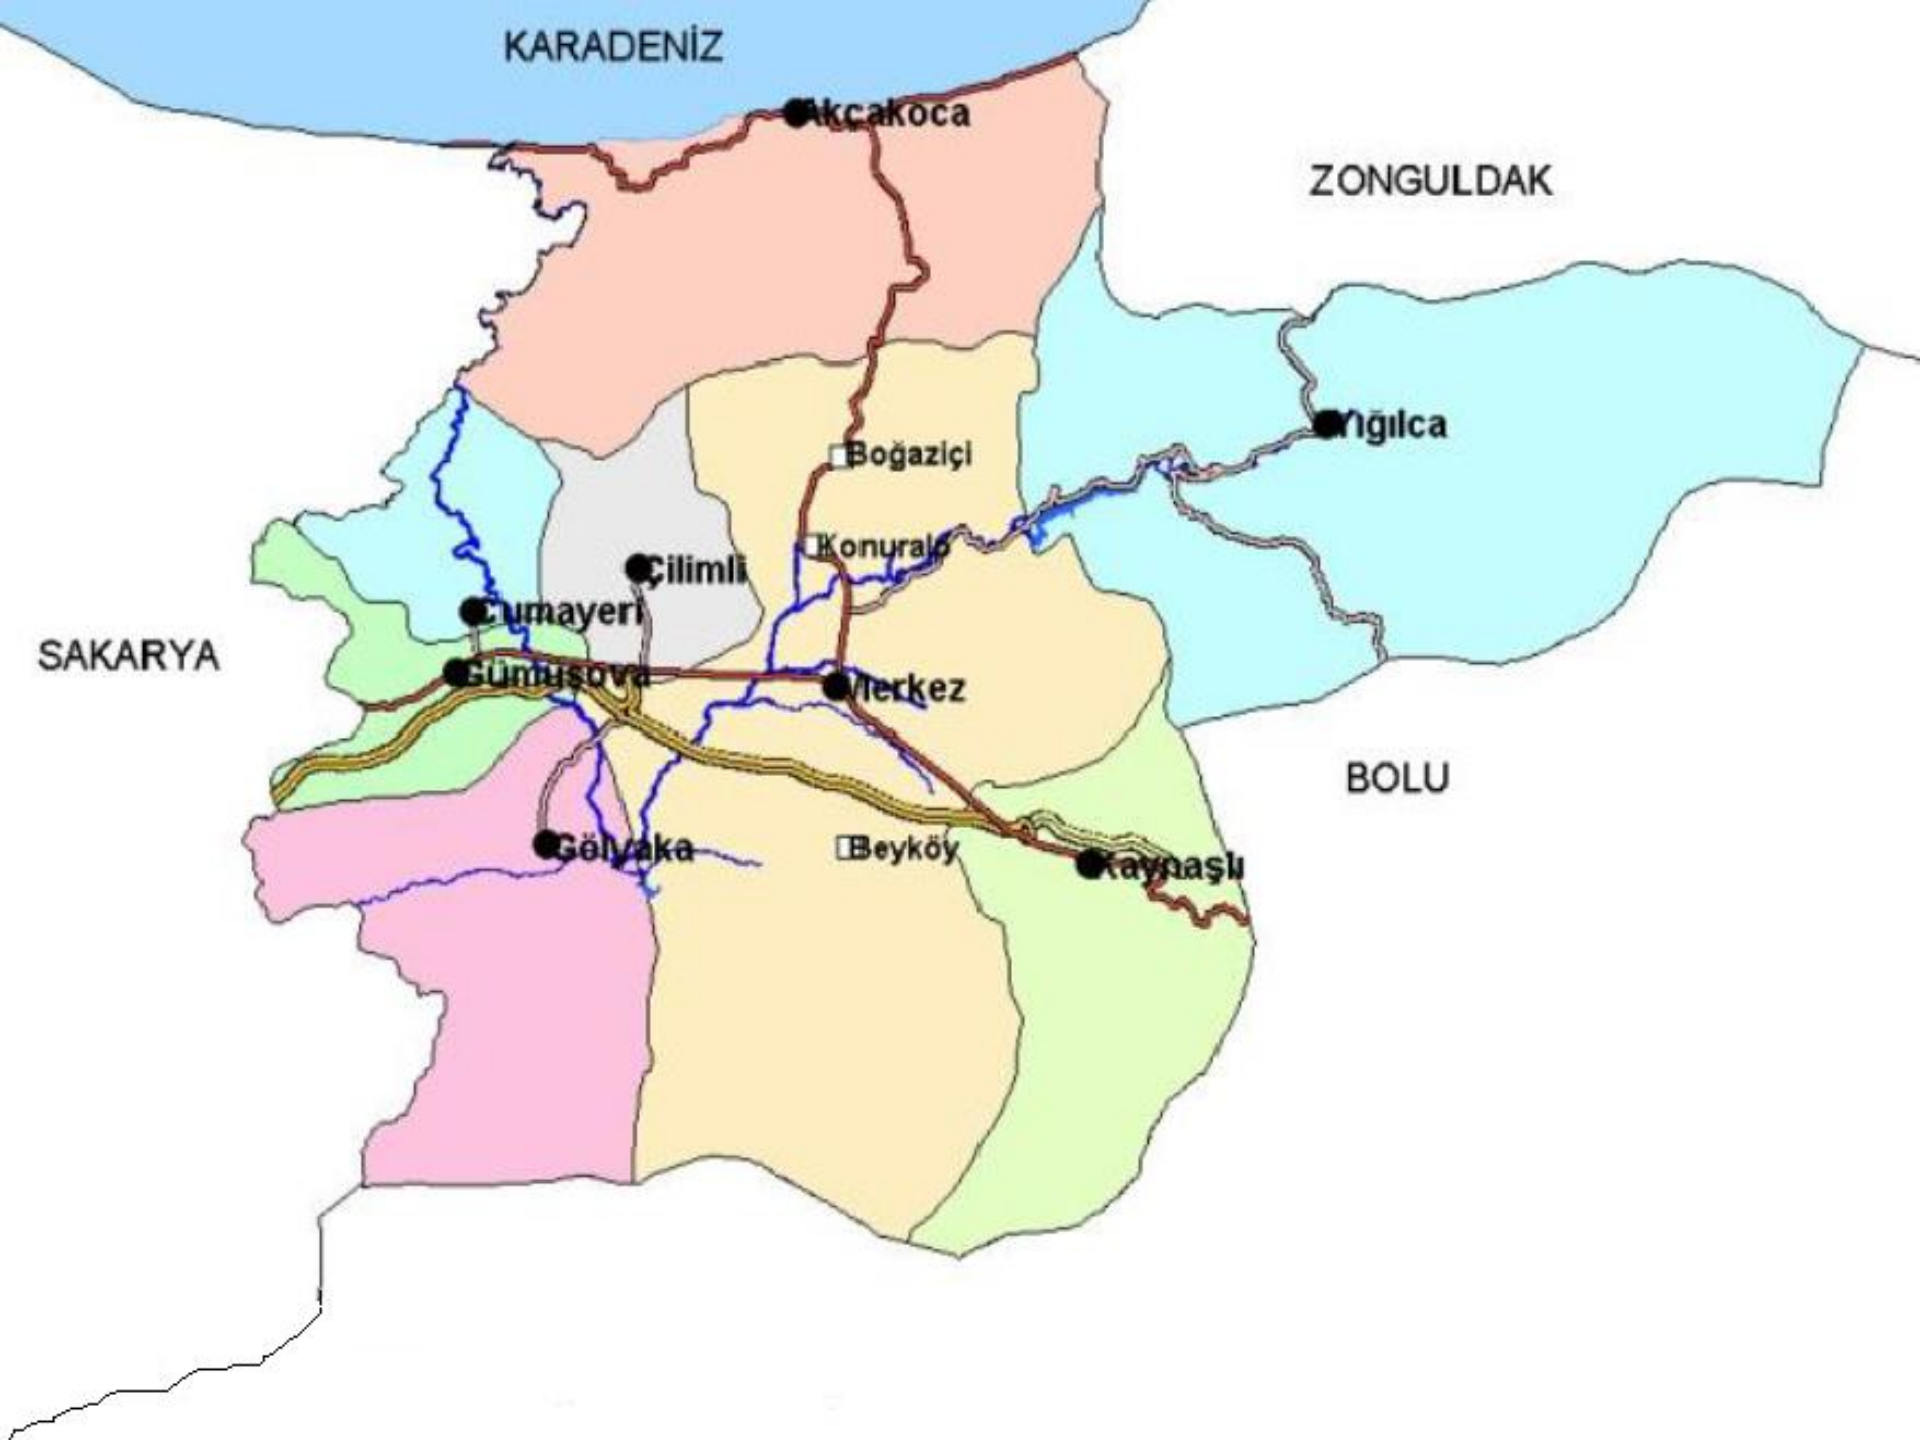 KARADENİZ
Akçakoca
ZONGULDAK
Yığılca
Boğaziçi
Konuralp
Çilimli
Cumayeri
SAKARYA
Gümüşova
Merkez
BOLU
Gölyaka
Beyköy
Kaynaşlı